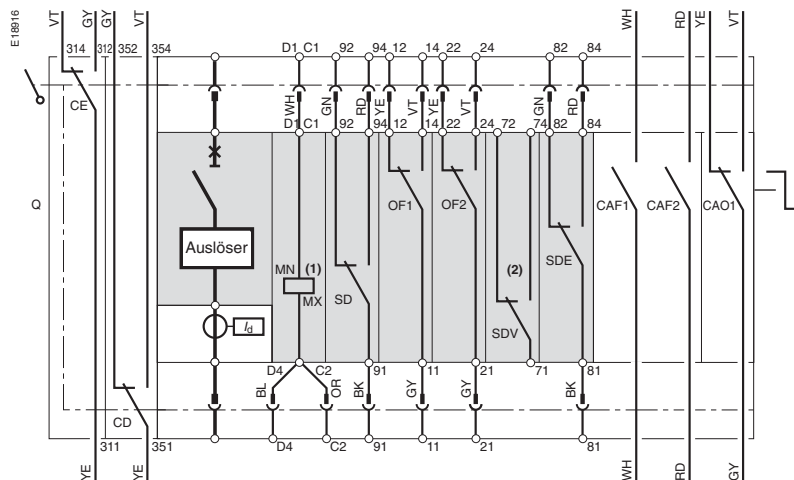 E18916
VT GY GY VT WH RD YE VT
314 312 352 354 D1 C1 92 94 12 14 22 24 82 84
CE WH GN RD YE VT YE VT GN RD
D1 C1 92 94 12 14 22 24 72 74 82 84
Q
OF1 OF2 CAF1 CAF2 CAO1
Auslöser
MN (1) SD (2) SDE
MX
Id
SDV
D4 C2 91 11 21 71 81
BL OR BK GY GY BK
CD
311 351 D4 C2 91 11 21 81
YE YE WH RD GY